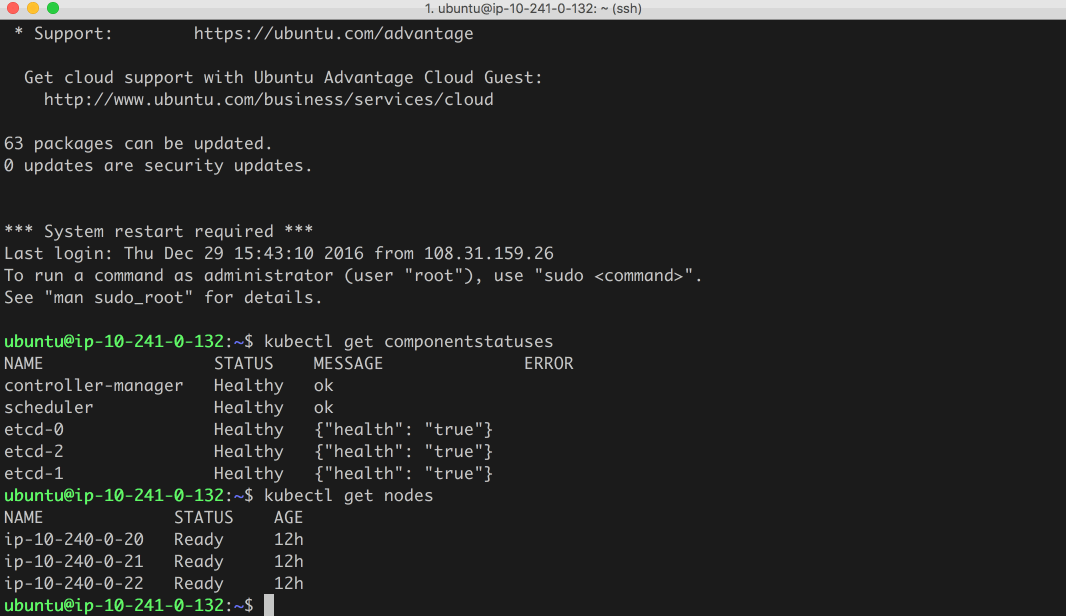 1. ubuntu@ip-10-241-0-132: ~ (ssh)
 * Support:        https://ubuntu.com/advantage

  Get cloud support with Ubuntu Advantage Cloud Guest:
    http://www.ubuntu.com/business/services/cloud

63 packages can be updated.
0 updates are security updates.


*** System restart required ***
Last login: Thu Dec 29 15:43:10 2016 from 108.31.159.26
To run a command as administrator (user "root"), use "sudo <command>".
See "man sudo_root" for details.

ubuntu@ip-10-241-0-132:~$ kubectl get componentstatuses
NAME                 STATUS    MESSAGE              ERROR
controller-manager   Healthy   ok
scheduler            Healthy   ok
etcd-0               Healthy   {"health": "true"}
etcd-2               Healthy   {"health": "true"}
etcd-1               Healthy   {"health": "true"}
ubuntu@ip-10-241-0-132:~$ kubectl get nodes
NAME             STATUS    AGE
ip-10-240-0-20   Ready     12h
ip-10-240-0-21   Ready     12h
ip-10-240-0-22   Ready     12h
ubuntu@ip-10-241-0-132:~$